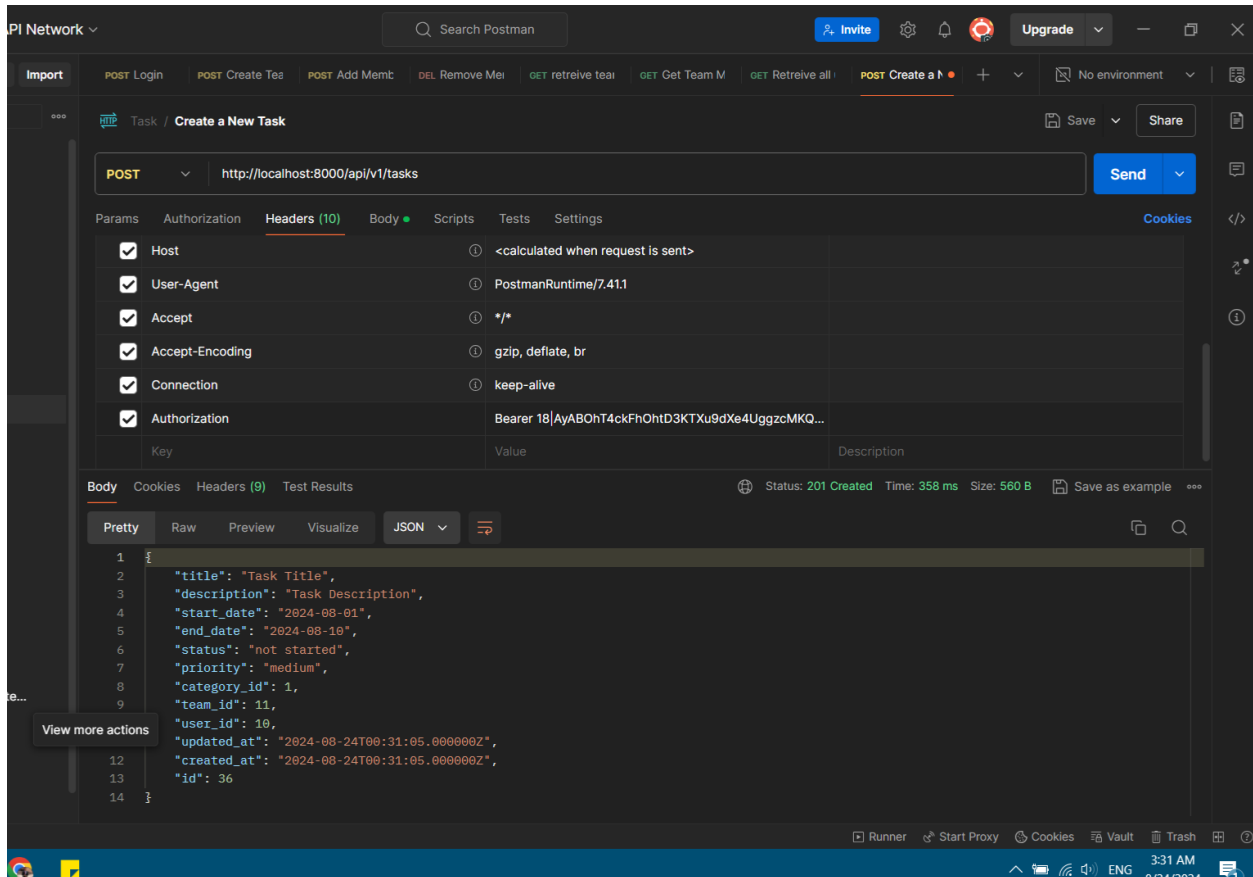 API Network
Search Postman
Invite
Upgrade
Import
POST Login
POST Create Tea
POST Add Memb
DEL Remove Mei
GET retreive tear
GET Get Team M
GET Retreive all
POST Create a N
No environment
HTTP Task / Create a New Task
Save
Share
POST
http://localhost:8000/api/v1/tasks
Send
Params Authorization Headers (10) Body Scripts Tests Settings
Cookies
Host <calculated when request is sent>
User-Agent PostmanRuntime/7.41.1
Accept */*
Accept-Encoding gzip, deflate, br
Connection keep-alive
Authorization Bearer 18|AyABOhT4ckFhOhtD3KTXu9dXe4UggzcMKQ...
Key Value Description
Body Cookies Headers (9) Test Results
Status: 201 Created Time: 358 ms Size: 560 B Save as example
Pretty Raw Preview Visualize JSON
1 {
2 "title": "Task Title",
3 "description": "Task Description",
4 "start_date": "2024-08-01",
5 "end_date": "2024-08-10",
6 "status": "not started",
7 "priority": "medium",
8 "category_id": 1,
9 "team_id": 11,
"user_id": 10,
"updated_at": "2024-08-24T00:31:05.000000Z",
12 "created_at": "2024-08-24T00:31:05.000000Z",
13 "id": 36
14 }
View more actions
Runner Start Proxy Cookies Vault Trash
ENG
3:31 AM
8/24/2024